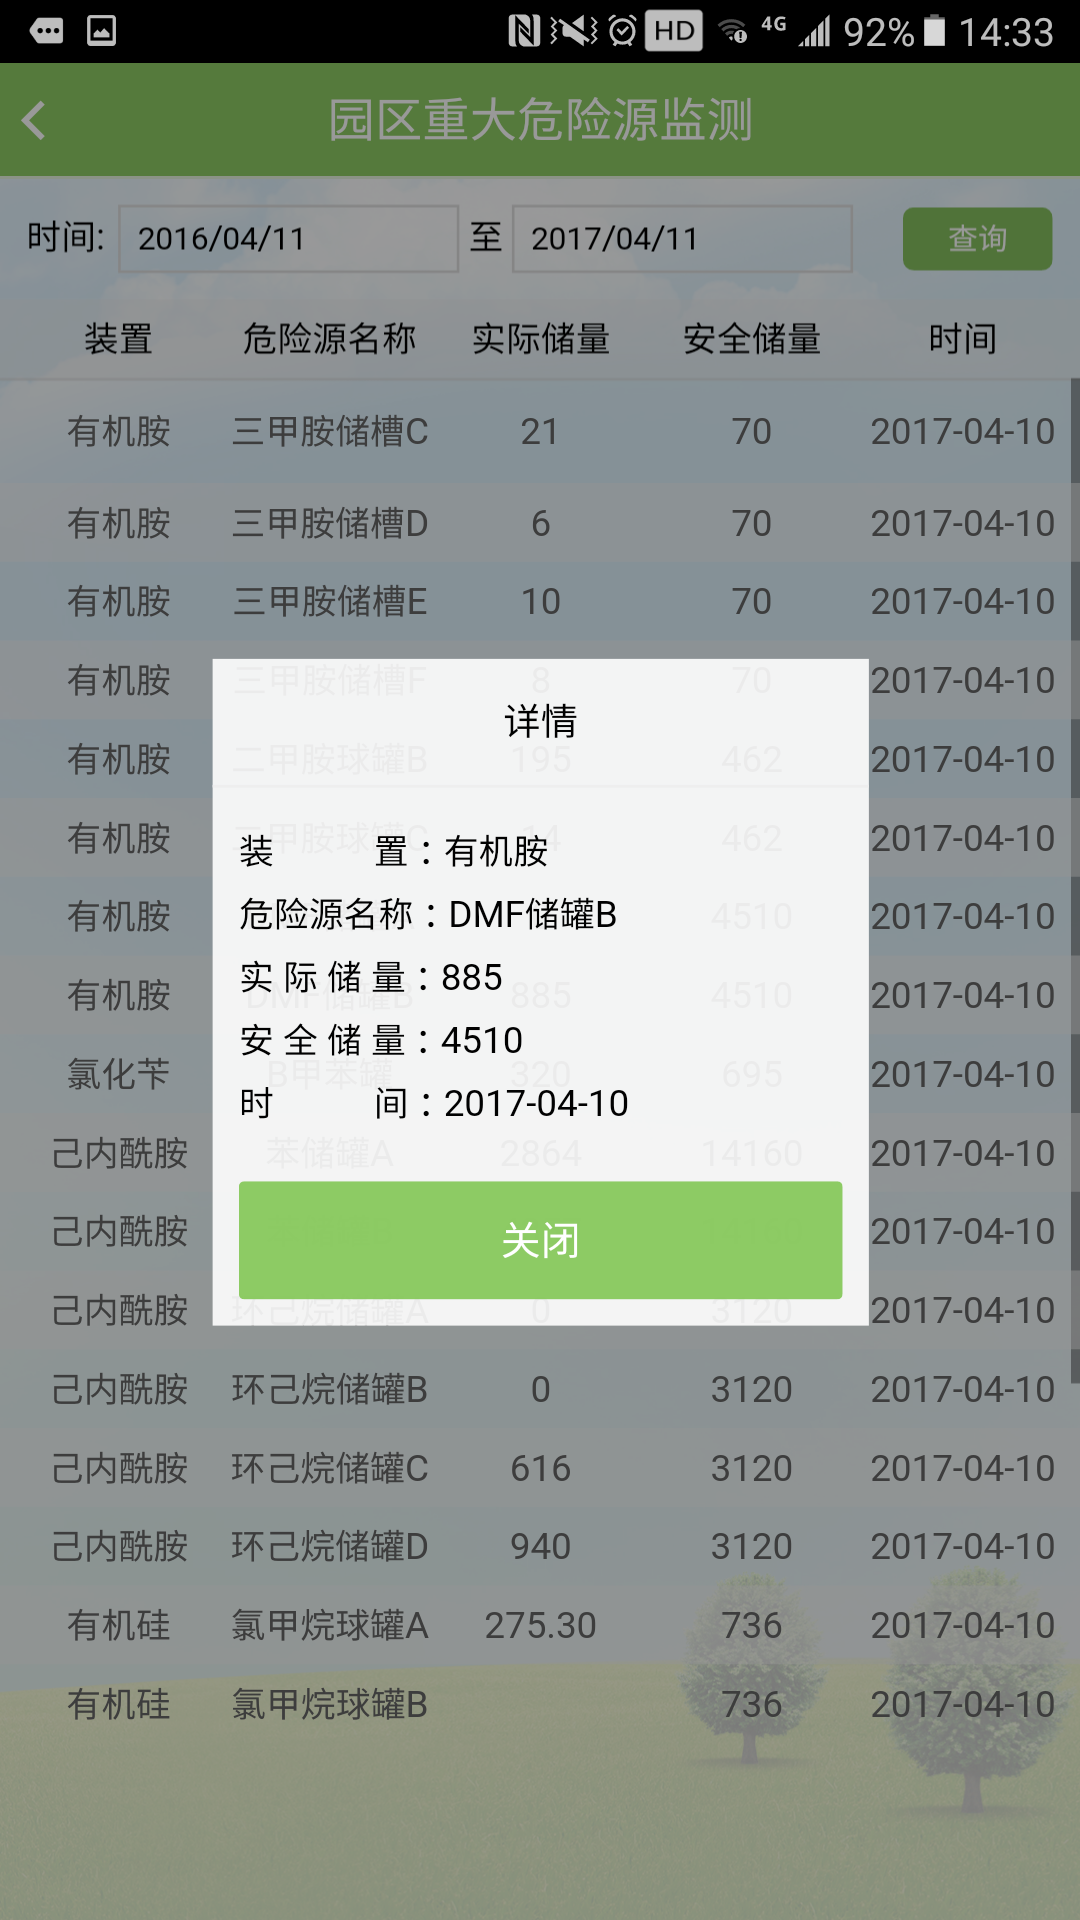 HD 4G 92% 14:33
园区重大危险源监测
时间: 2016/04/11 至 2017/04/11 查询
装置 危险源名称 实际储量 安全储量 时间
有机胺 三甲胺储槽C 21 70 2017-04-10
有机胺 三甲胺储槽D 6 70 2017-04-10
有机胺 三甲胺储槽E 10 70 2017-04-10
有机胺 三甲胺储槽F 8 70 2017-04-10
详情
有机胺 二甲胺球罐B 195 462 2017-04-10
有机胺 二甲胺球罐C 14 462 2017-04-10
装 置：有机胺
有机胺 4510 2017-04-10
危险源名称：DMF储罐B
实 际 储 量：885
有机胺 DMF储罐B 885 4510 2017-04-10
安 全 储 量：4510
氯化苄 B甲苯罐 320 695 2017-04-10
时 间：2017-04-10
己内酰胺 苯储罐A 2864 14160 2017-04-10
己内酰胺 2017-04-10
关闭
己内酰胺 环己烷储罐A 0 3120 2017-04-10
己内酰胺 环己烷储罐B 0 3120 2017-04-10
己内酰胺 环己烷储罐C 616 3120 2017-04-10
己内酰胺 环己烷储罐D 940 3120 2017-04-10
有机硅 氯甲烷球罐A 275.30 736 2017-04-10
有机硅 氯甲烷球罐B 736 2017-04-10